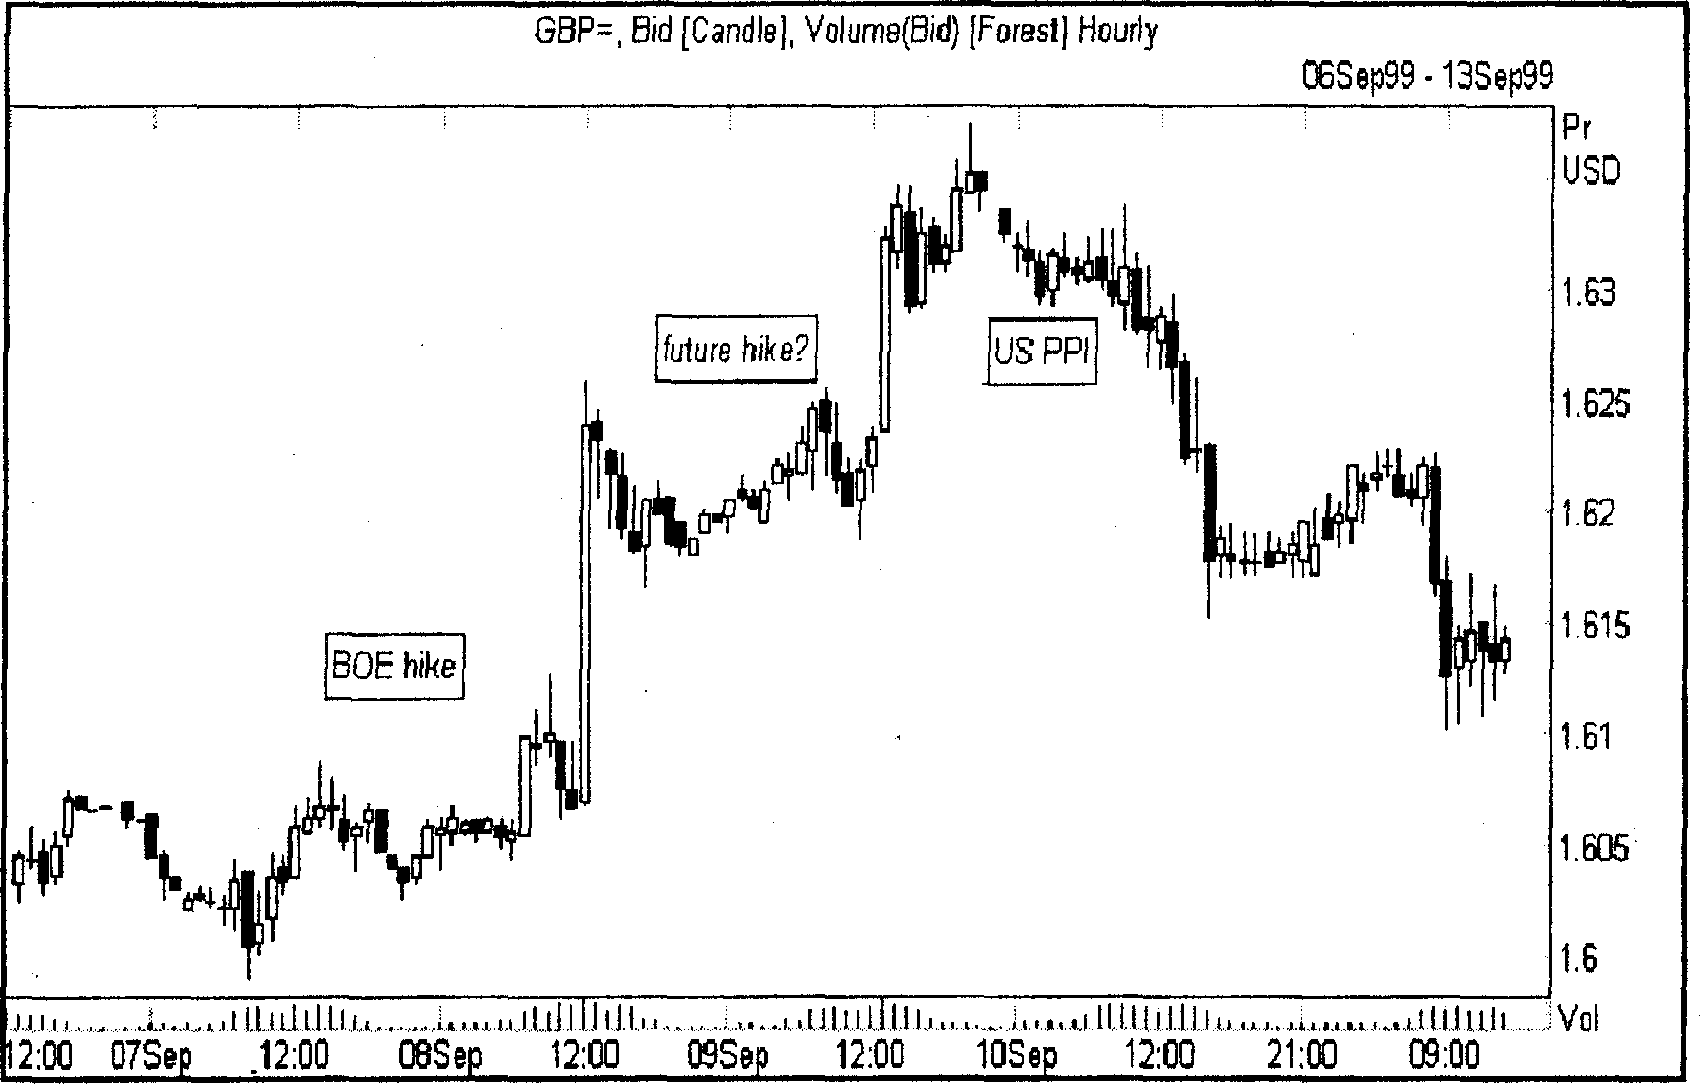 GBP=, Bid [Candle], Volume(Bid) [Forest] Hourly
06Sep99 - 13Sep99
Pr
USD
1.63
future hike?
US PPI
1.625
1.62
1.615
BOE hike
1.61
1.605
1.6
Vol
12:00 07Sep 12:00 08Sep 12:00 09Sep 12:00 10Sep 12:00 21:00 09:00